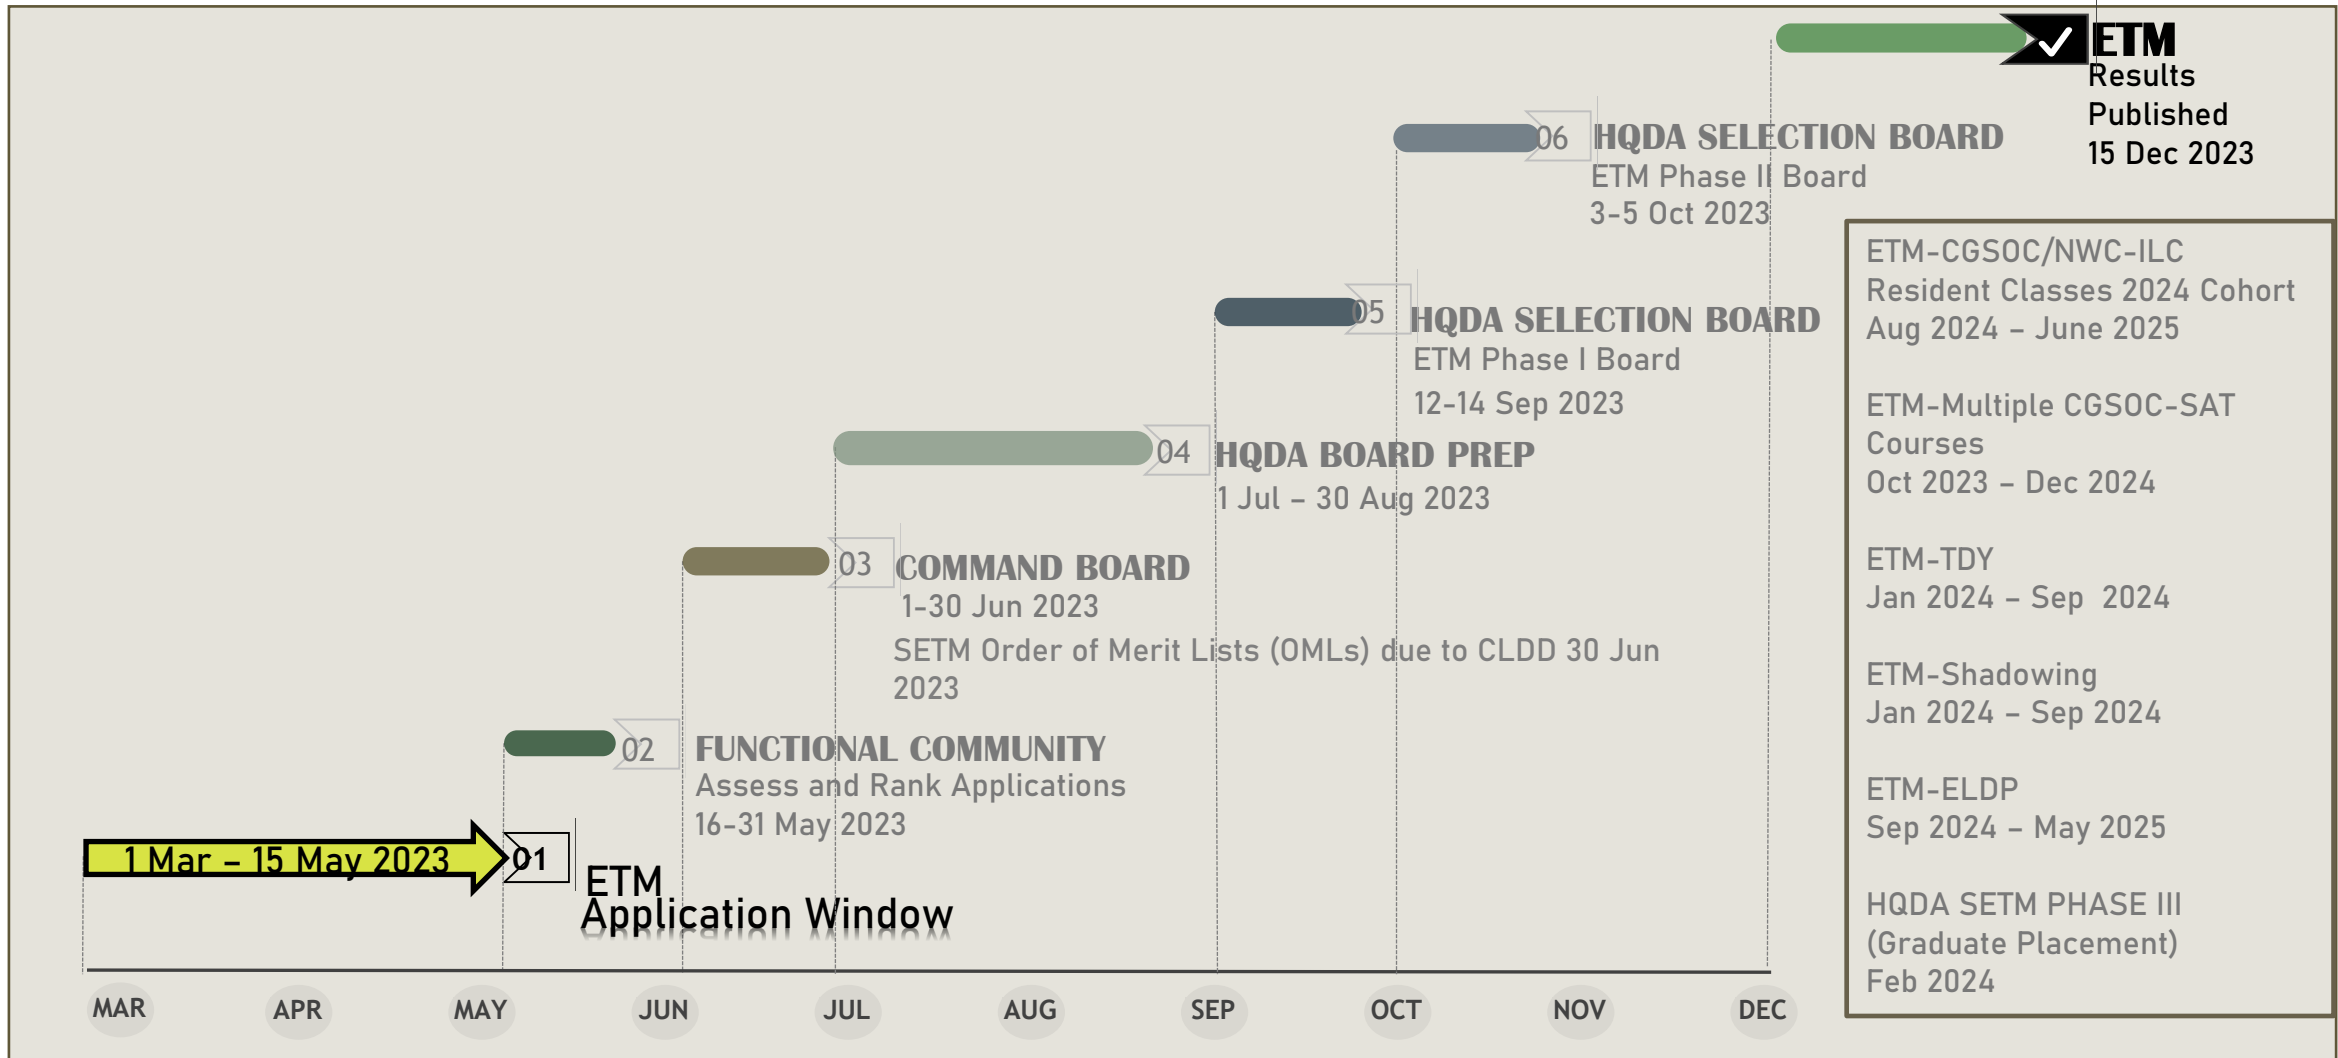 ETM
Results
Published
15 Dec 2023
06
HQDA SELECTION BOARD
ETM Phase II Board
3-5 Oct 2023
05
HQDA SELECTION BOARD
ETM Phase I Board
12-14 Sep 2023
04
HQDA BOARD PREP
1 Jul – 30 Aug 2023
03
COMMAND BOARD
1-30 Jun 2023
SETM Order of Merit Lists (OMLs) due to CLDD 30 Jun
2023
02
FUNCTIONAL COMMUNITY
Assess and Rank Applications
16-31 May 2023
1 Mar – 15 May 2023
01
ETM
Application Window
MAR APR MAY JUN JUL AUG SEP OCT NOV DEC
ETM-CGSOC/NWC-ILC
Resident Classes 2024 Cohort
Aug 2024 – June 2025
ETM-Multiple CGSOC-SAT
Courses
Oct 2023 – Dec 2024
ETM-TDY
Jan 2024 – Sep 2024
ETM-Shadowing
Jan 2024 – Sep 2024
ETM-ELDP
Sep 2024 – May 2025
HQDA SETM PHASE III
(Graduate Placement)
Feb 2024